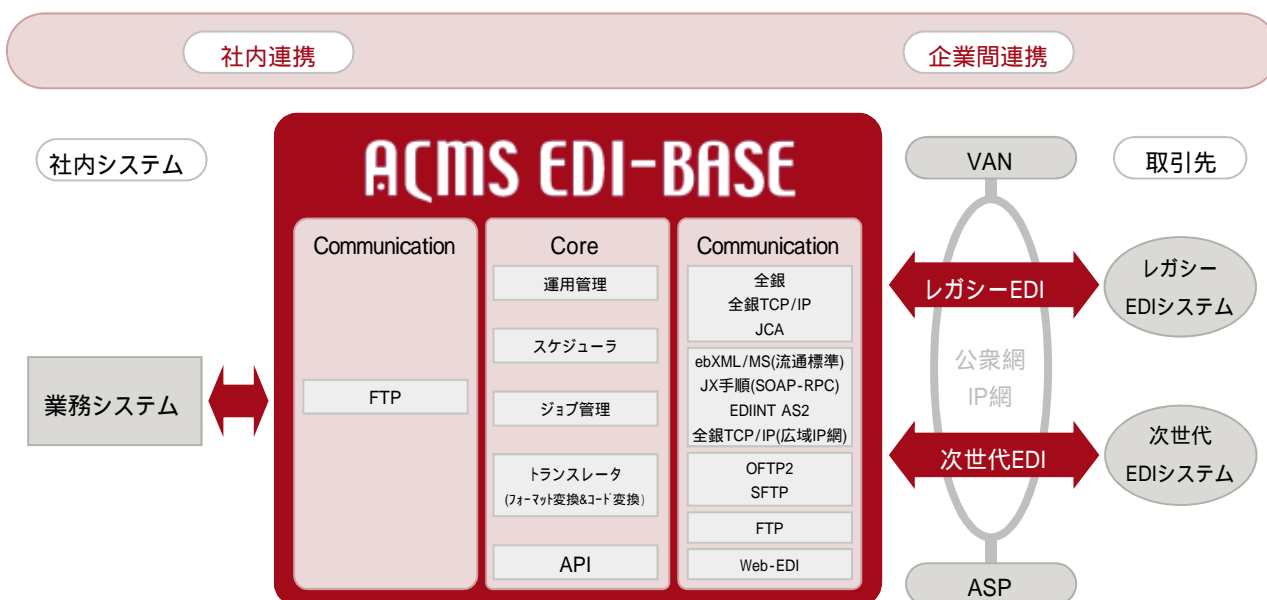 社内連携
企業間連携
社内システム
ACMS EDI-BASE
VAN
取引先
Communication
Core
Communication
FTP
運用管理
スケジューラ
ジョブ管理
トランスレータ
(フォーマット変換&コード変換)
API
全銀
全銀TCP/IP
JCA
ebXML/MS(流通標準)
JX手順(SOAP-RPC)
EDIINT AS2
全銀TCP/IP(広域IP網)
OFTP2
SFTP
FTP
Web-EDI
業務システム
レガシーEDI
公衆網
IP網
次世代EDI
レガシー
EDIシステム
次世代
EDIシステム
ASP